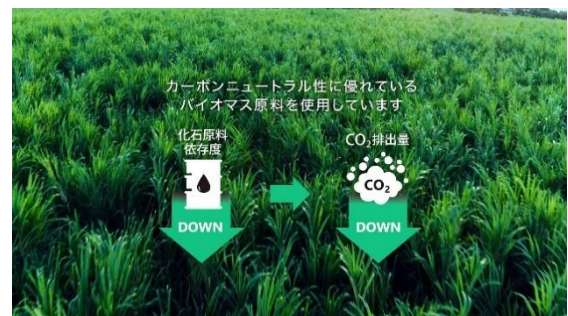 カーボンニュートラル性に優れている
バイオマス原料を使用しています
化石原料
依存度
CO₂排出量
CO₂
DOWN
DOWN